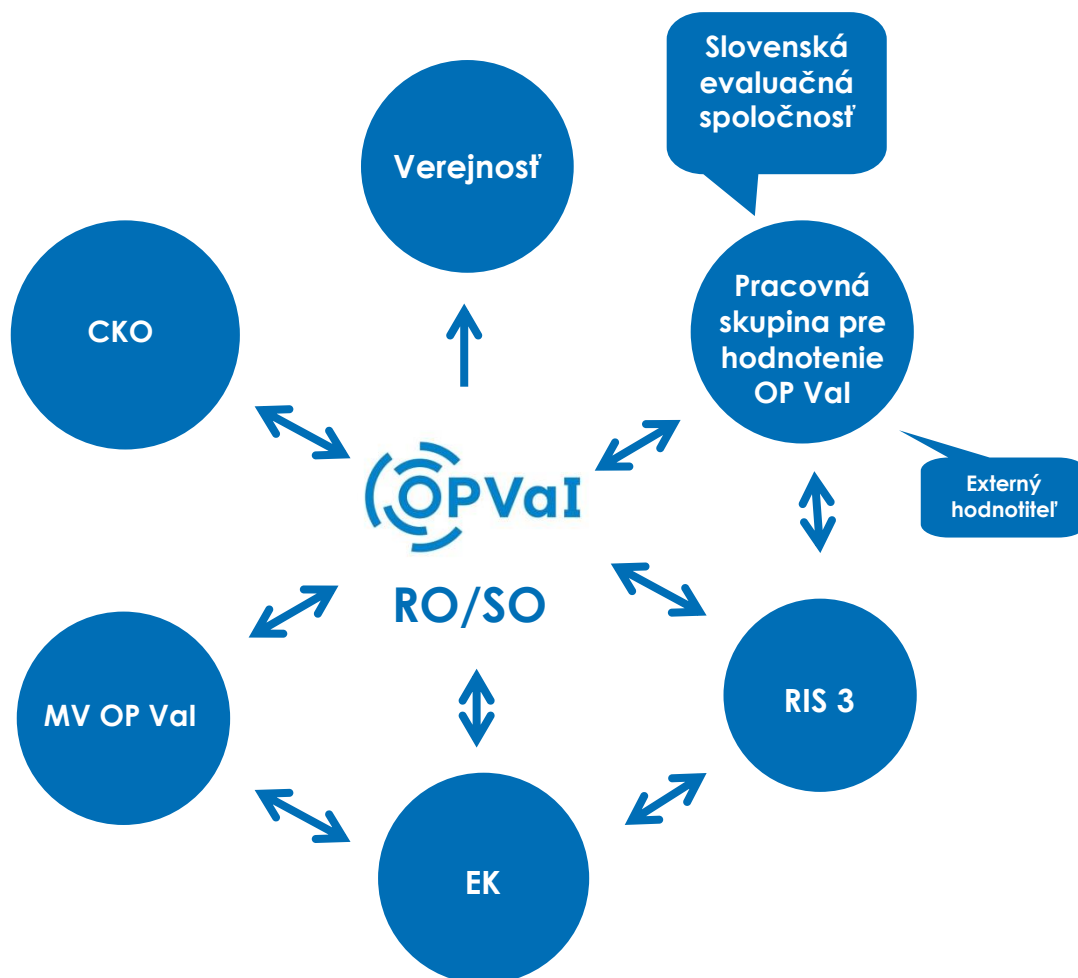 Slovenská
evaluačná
spoločnosť
Verejnosť
CKO
Pracovná
skupina pre
hodnotenie
OP VaI
OPVaI
RO/SO
Externý
hodnotiteľ
MV OP VaI
RIS 3
EK